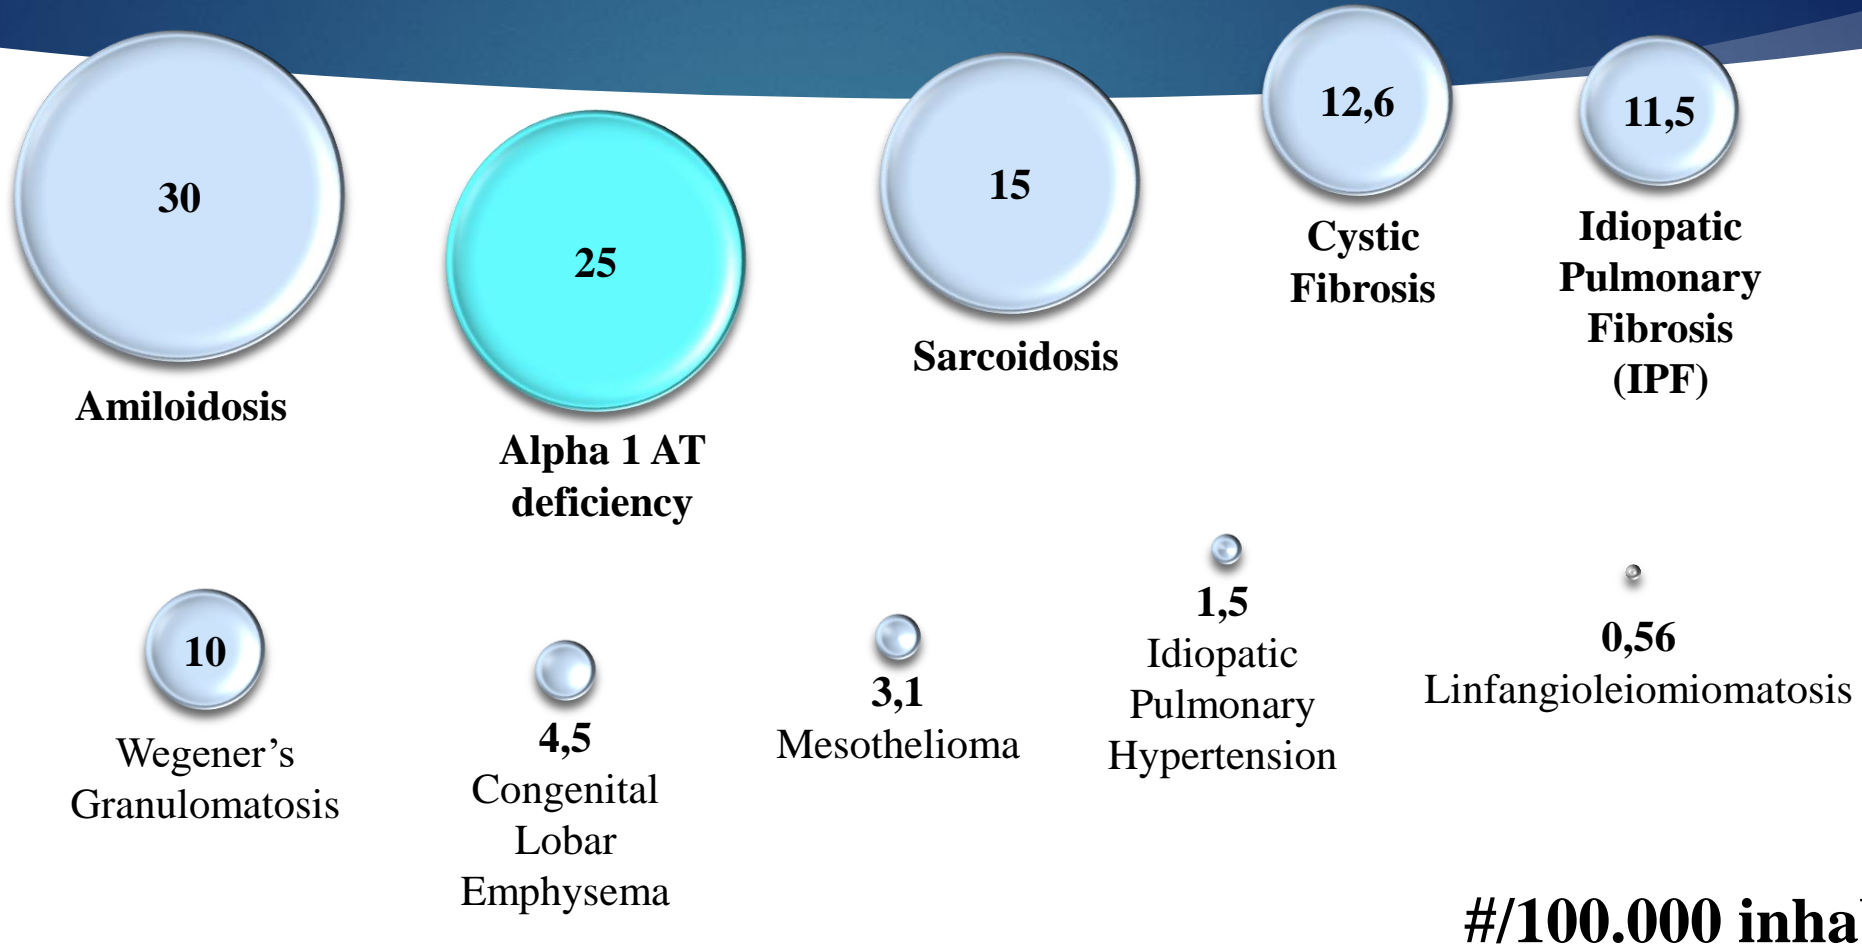 30
Amiloidosis
25
Alpha 1 AT
deficiency
15
Sarcoidosis
12,6
Cystic
Fibrosis
11,5
Idiopatic
Pulmonary
Fibrosis
(IPF)
10
Wegener’s
Granulomatosis
4,5
Congenital
Lobar
Emphysema
3,1
Mesothelioma
1,5
Idiopatic
Pulmonary
Hypertension
0,56
Linfangioleiomiomatosis
#/100.000